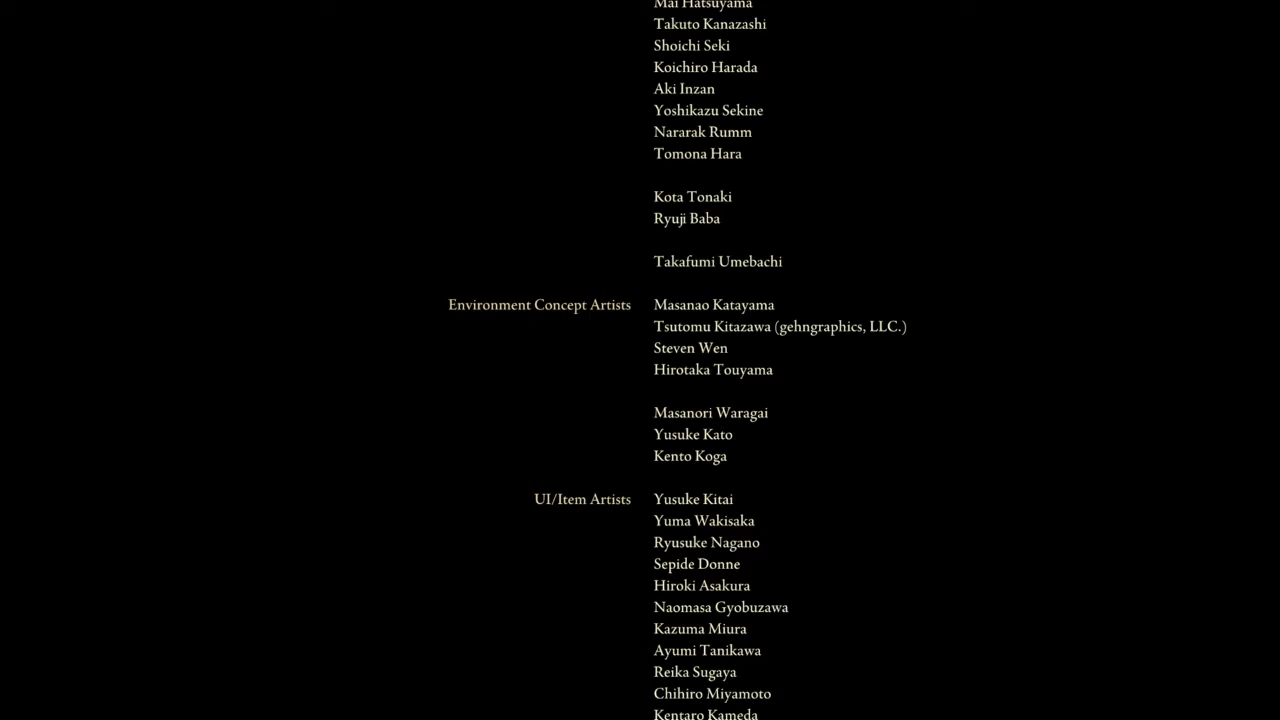 Mai Hatsuyama
Takuto Kanazashi
Shoichi Seki
Koichiro Harada
Aki Inzan
Yoshikazu Sekine
Nararak Rumm
Tomona Hara
Kota Tonaki
Ryuji Baba
Takafumi Umebachi
Environment Concept Artists Masanao Katayama
Tsutomu Kitazawa (gehngraphics, LLC.)
Steven Wen
Hirotaka Touyama
Masanori Waragai
Yusuke Kato
Kento Koga
UI/Item Artists Yusuke Kitai
Yuma Wakisaka
Ryusuke Nagano
Sepide Donne
Hiroki Asakura
Naomasa Gyobuzawa
Kazuma Miura
Ayumi Tanikawa
Reika Sugaya
Chihiro Miyamoto
Kentaro Kameda